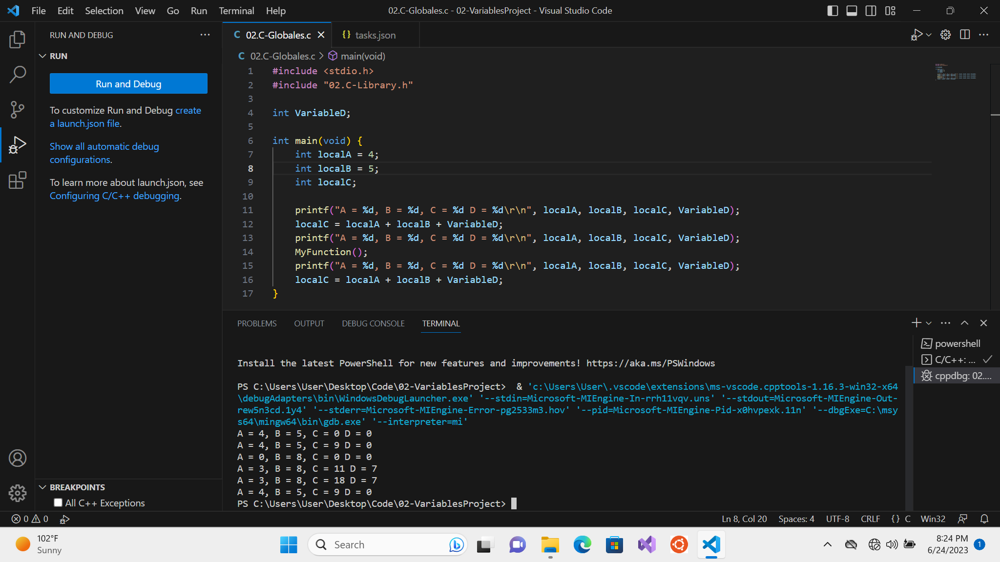 File Edit Selection View Go Run Terminal Help
02.C-Globales.c - 02-VariablesProject - Visual Studio Code
RUN AND DEBUG
RUN
Run and Debug
To customize Run and Debug create
a launch.json file.
Show all automatic debug
configurations.
To learn more about launch.json, see
Configuring C/C++ debugging.
BREAKPOINTS
All C++ Exceptions
C 02.C-Globales.c
{} tasks.json
C 02.C-Globales.c > main(void)
1 #include <stdio.h>
2 #include "02.C-Library.h"
3
4 int VariableD;
5
6 int main(void) {
7 int localA = 4;
8 int localB = 5;
9 int localC;
10
11 printf("A = %d, B = %d, C = %d D = %d\r\n", localA, localB, localC, VariableD);
12 localC = localA + localB + VariableD;
13 printf("A = %d, B = %d, C = %d D = %d\r\n", localA, localB, localC, VariableD);
14 MyFunction();
15 printf("A = %d, B = %d, C = %d D = %d\r\n", localA, localB, localC, VariableD);
16 localC = localA + localB + VariableD;
17 }
PROBLEMS OUTPUT DEBUG CONSOLE TERMINAL
Install the latest PowerShell for new features and improvements! https://aka.ms/PSWindows
PS C:\Users\User\Desktop\Code\02-VariablesProject>  & 'c:\Users\User\.vscode\extensions\ms-vscode.cpptools-1.16.3-win32-x64
\debugAdapters\bin\WindowsDebugLauncher.exe' '--stdin=Microsoft-MIEngine-In-rrh11vqv.uns' '--stdout=Microsoft-MIEngine-Out-
rew5n3cd.1y4' '--stderr=Microsoft-MIEngine-Error-pg2533m3.hov' '--pid=Microsoft-MIEngine-Pid-x0hvpexk.11n' '--dbgExe=C:\msy
s64\mingw64\bin\gdb.exe' '--interpreter=mi'
A = 4, B = 5, C = 0 D = 0
A = 4, B = 5, C = 9 D = 0
A = 0, B = 8, C = 0 D = 0
A = 3, B = 8, C = 11 D = 7
A = 3, B = 8, C = 18 D = 7
A = 4, B = 5, C = 9 D = 0
PS C:\Users\User\Desktop\Code\02-VariablesProject>
powershell
C/C++: ...
cppdbg: 02....
0 0
Ln 8, Col 20 Spaces: 4 UTF-8 CRLF {} C Win32
102°F
Sunny
Search
8:24 PM
6/24/2023
1